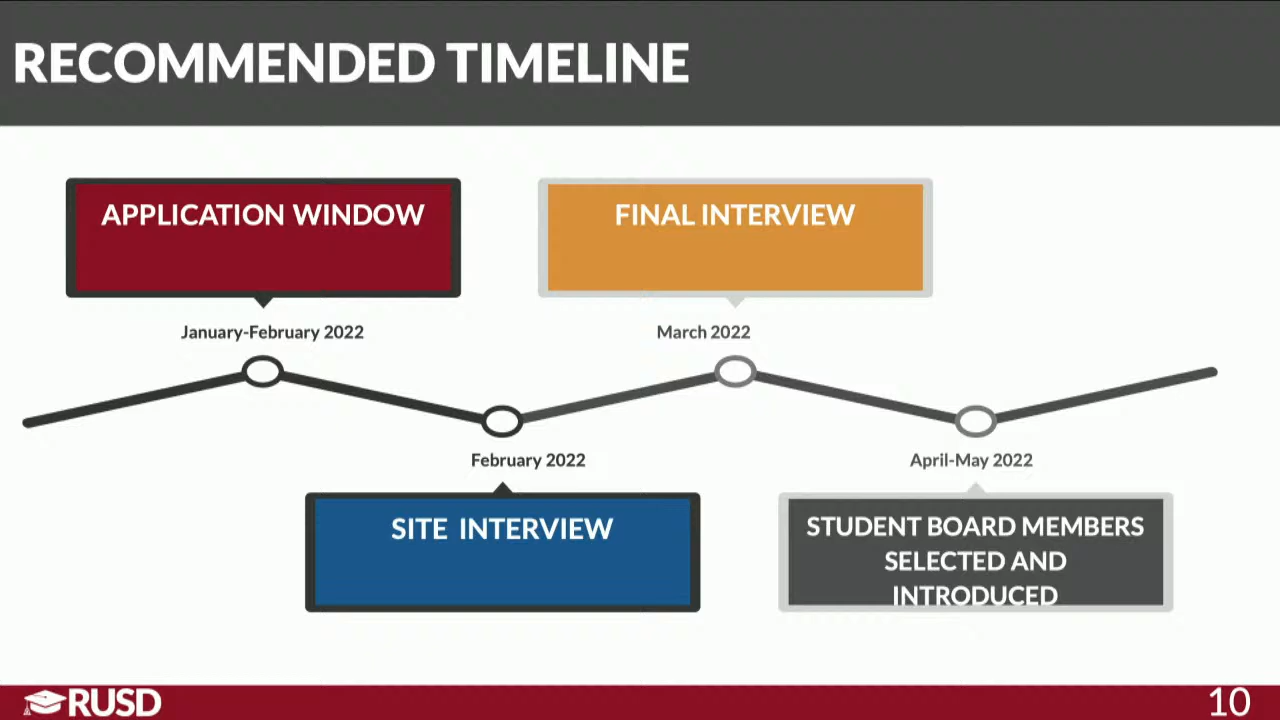 RECOMMENDED TIMELINE
APPLICATION WINDOW
January-February 2022
FINAL INTERVIEW
March 2022
February 2022
SITE INTERVIEW
April-May 2022
STUDENT BOARD MEMBERS
SELECTED AND
INTRODUCED
RUSD
10